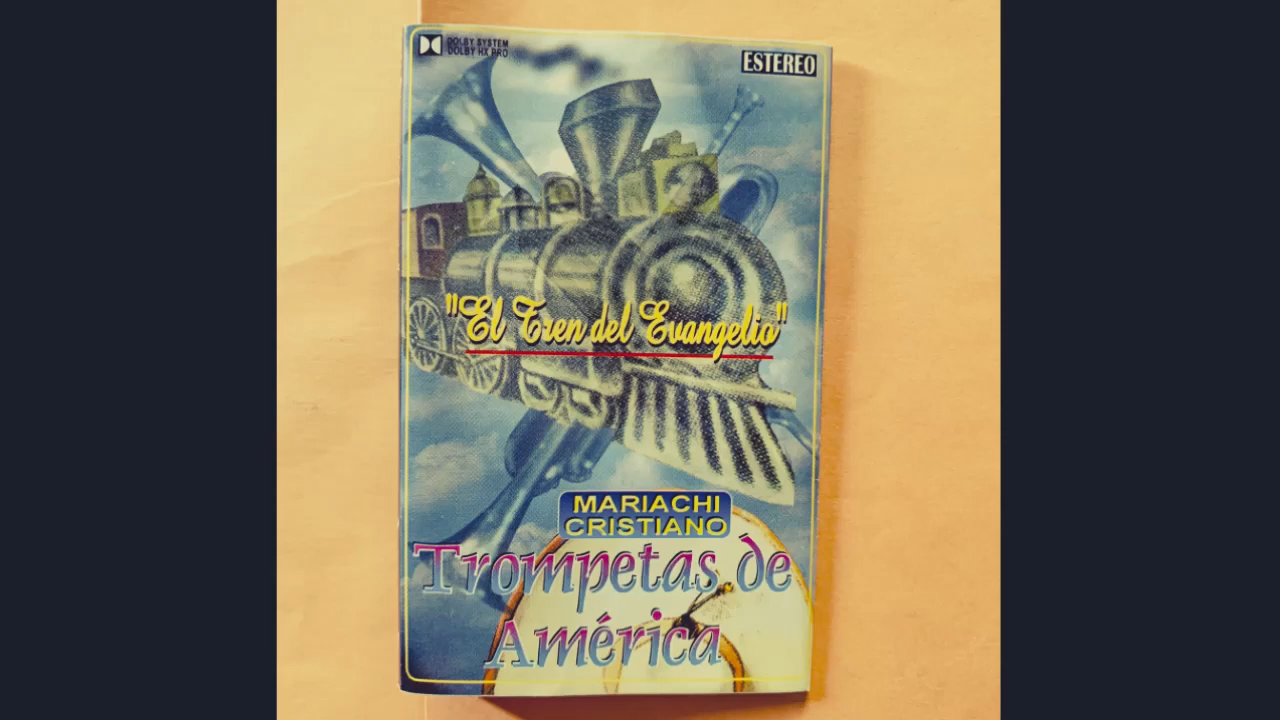 DOLBY SYSTEM
DOLBY HX PRO
ESTEREO
"El Tren del Evangelio"
MARIACHI
CRISTIANO
Trompetas de
América